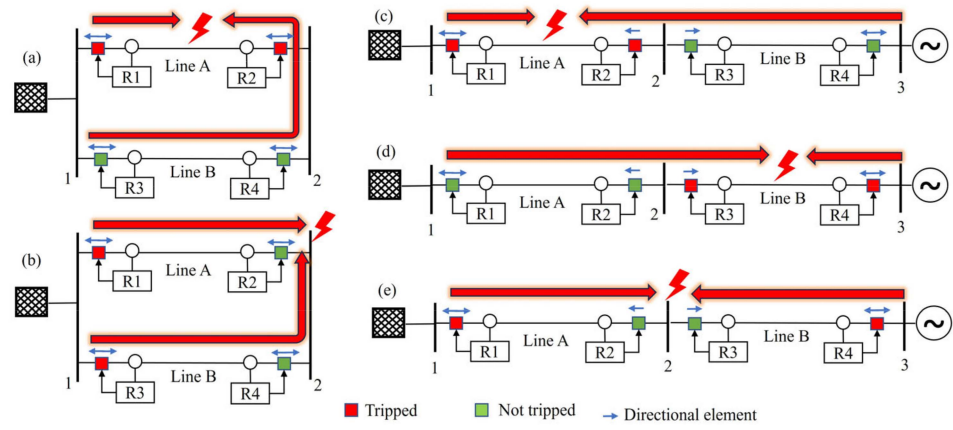 (a)
R1
Line A
R2
1
R3
Line B
R4
2
(b)
R1
Line A
R2
1
R3
Line B
R4
2
(c)
1
R1
Line A
R2
2
R3
Line B
R4
3
(d)
1
R1
Line A
R2
2
R3
Line B
R4
3
(e)
1
R1
Line A
R2
2
R3
Line B
R4
3
Tripped
Not tripped
Directional element